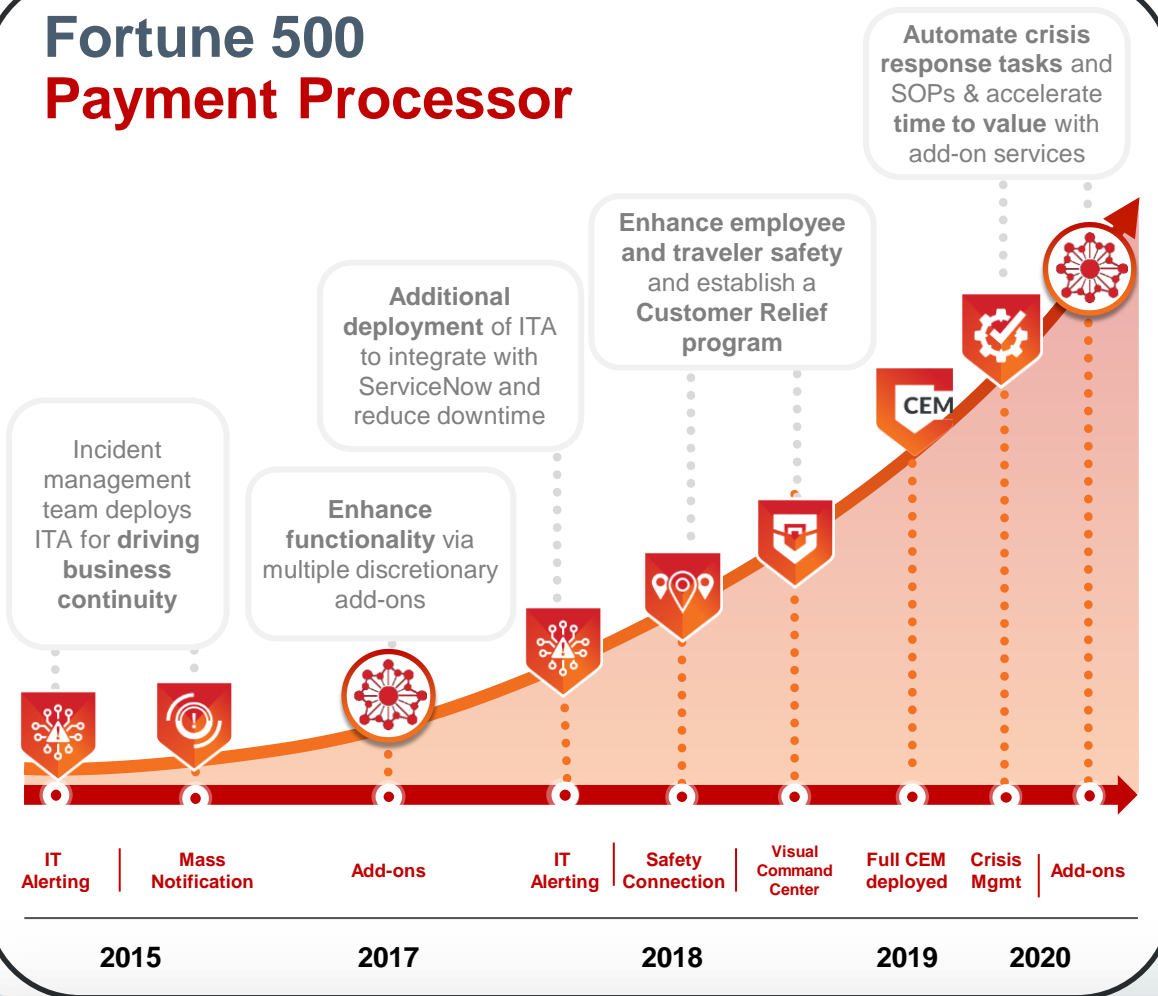 Fortune 500
Payment Processor
Automate crisis
response tasks and
SOPs & accelerate
time to value with
add-on services
Enhance employee
and traveler safety
and establish a
Customer Relief
program
Additional
deployment of ITA
to integrate with
ServiceNow and
reduce downtime
Incident
management
team deploys
ITA for driving
business
continuity
Enhance
functionality via
multiple discretionary
add-ons
CEM
IT
Alerting
Mass
Notification
Add-ons
IT
Alerting
Safety
Connection
Visual
Command
Center
Full CEM
deployed
Crisis
Mgmt
Add-ons
2015
2017
2018
2019
2020